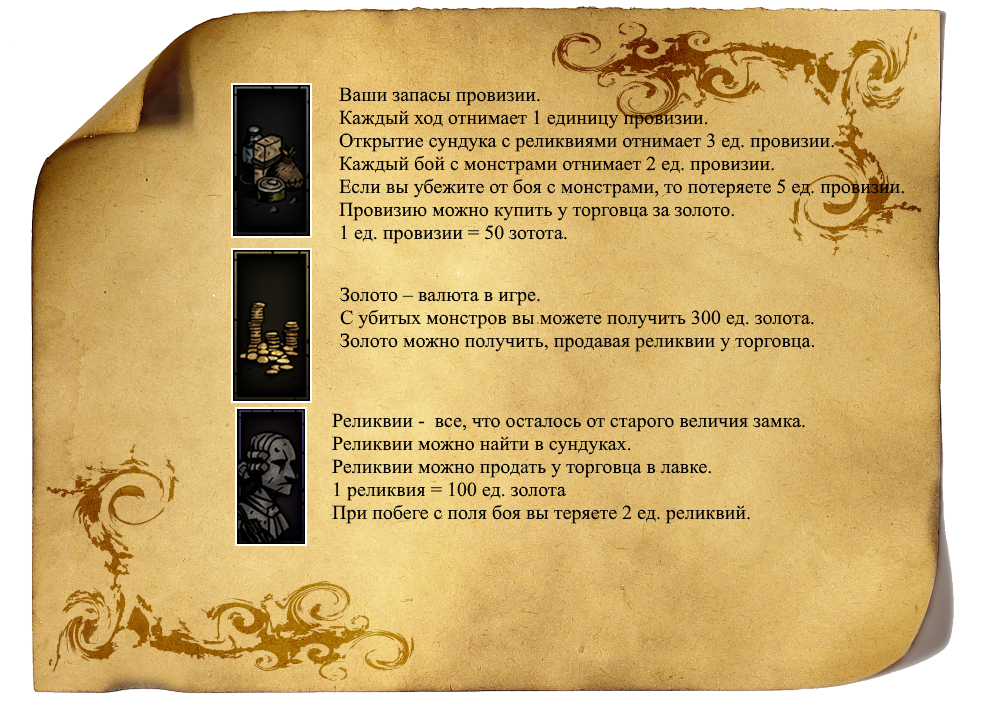 Ваши запасы провизии.
Каждый ход отнимает 1 единицу провизии.
Открытие сундука с реликвиями отнимает 3 ед. провизии.
Каждый бой с монстрами отнимает 2 ед. провизии.
Если вы убежите от боя с монстрами, то потеряете 5 ед. провизии.
Провизию можно купить у торговца за золото.
1 ед. провизии = 50 зотота.
Золото – валюта в игре.
С убитых монстров вы можете получить 300 ед. золота.
Золото можно получить, продавая реликвии у торговца.
Реликвии -  все, что осталось от старого величия замка.
Реликвии можно найти в сундуках.
Реликвии можно продать у торговца в лавке.
1 реликвия = 100 ед. золота
При побеге с поля боя вы теряете 2 ед. реликвий.